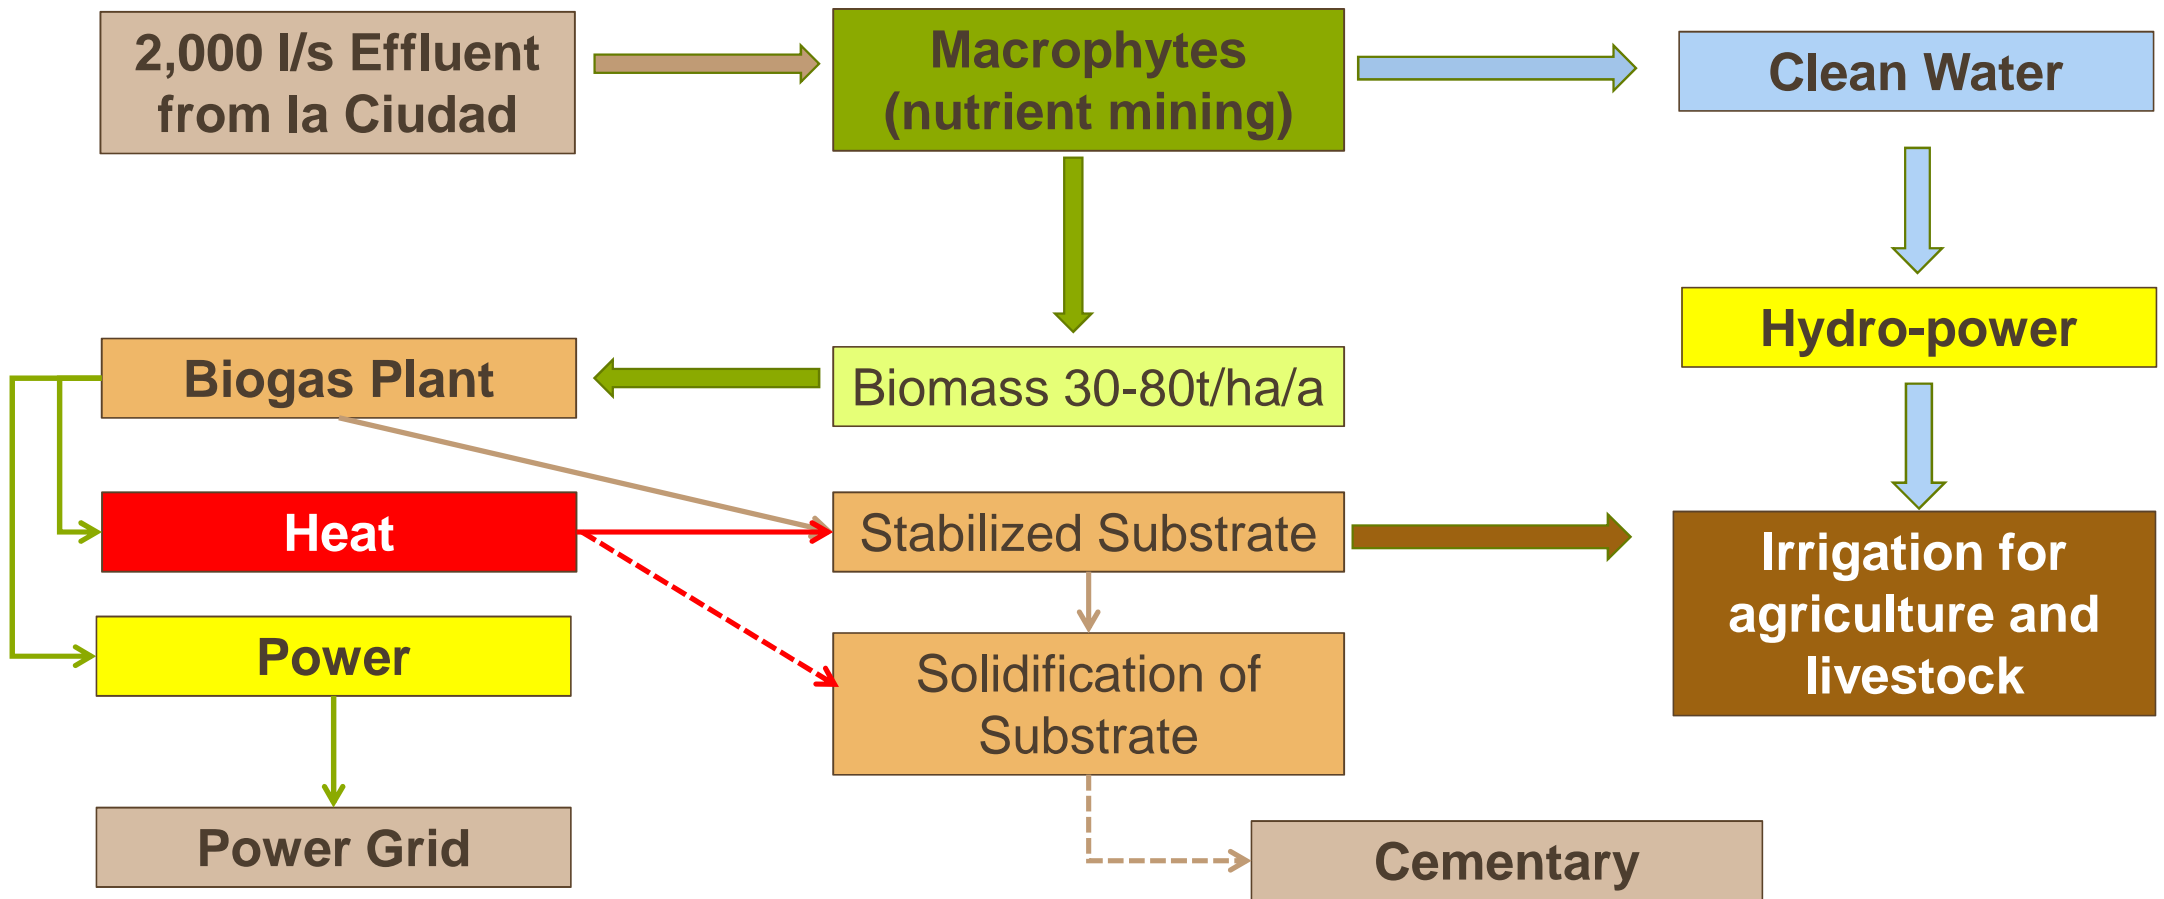 2,000 l/s Effluent
from la Ciudad
Macrophytes
(nutrient mining)
Clean Water
Hydro-power
Biogas Plant
Biomass 30-80t/ha/a
Heat
Stabilized Substrate
Irrigation for
agriculture and
livestock
Power
Solidification of
Substrate
Power Grid
Cementary